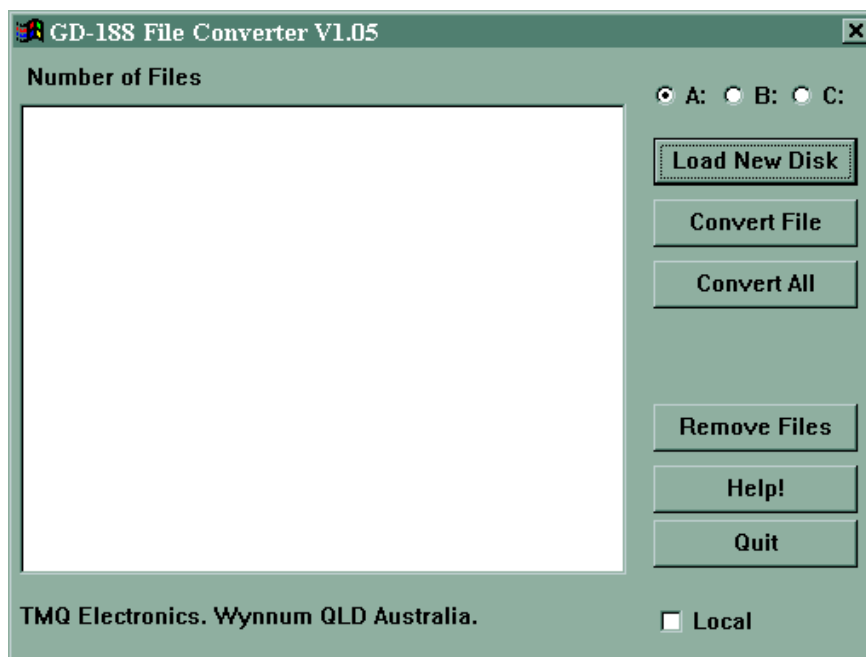 GD-188 File Converter V1.05
Number of Files
A: B: C:
Load New Disk
Convert File
Convert All
Remove Files
Help!
Quit
TMQ Electronics. Wynnum QLD Australia.
Local